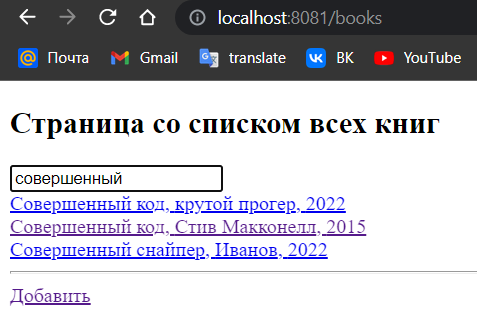 localhost:8081/books
Почта Gmail translate ВК YouTube
Страница со списком всех книг
совершенный
Совершенный код, крутой прогер, 2022
Совершенный код, Стив Макконелл, 2015
Совершенный снайпер, Иванов, 2022
Добавить